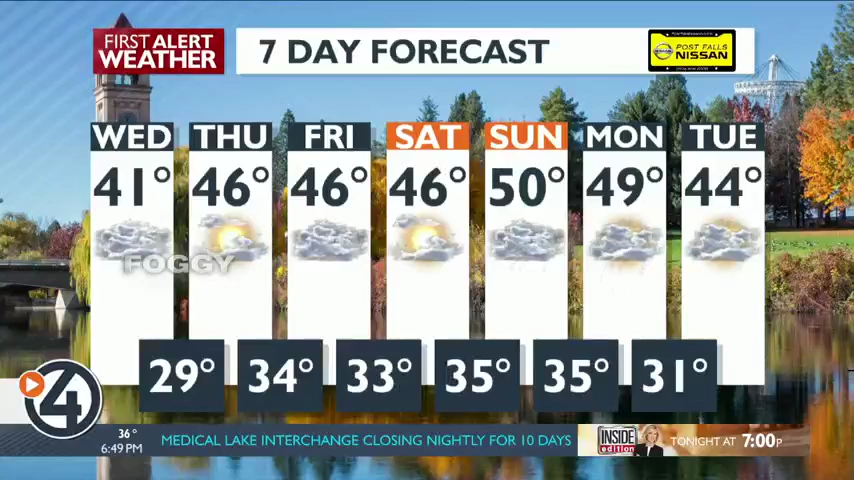 FIRST ALERT
WEATHER
7 DAY FORECAST
POST FALLS
NISSAN
WED THU FRI SAT SUN MON TUE
41° 46° 46° 46° 50° 49° 44°
FOGGY
29° 34° 33° 35° 35° 31°
4
36°
6:49 PM
MEDICAL LAKE INTERCHANGE CLOSING NIGHTLY FOR 10 DAYS
INSIDE
edition
TONIGHT AT 7:00P